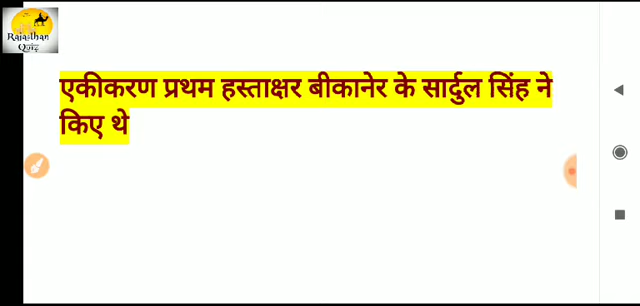 Rajasthan
Quiz
एकीकरण प्रथम हस्ताक्षर बीकानेर के सार्दुल सिंह ने
किए थे